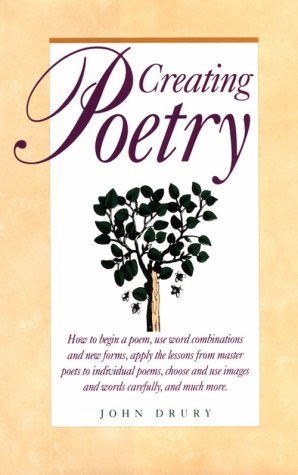 Creating
Poetry
How to begin a poem, use word combinations
and new forms, apply the lessons from master
poets to individual poems, choose and use images
and words carefully, and much more.
JOHN DRURY